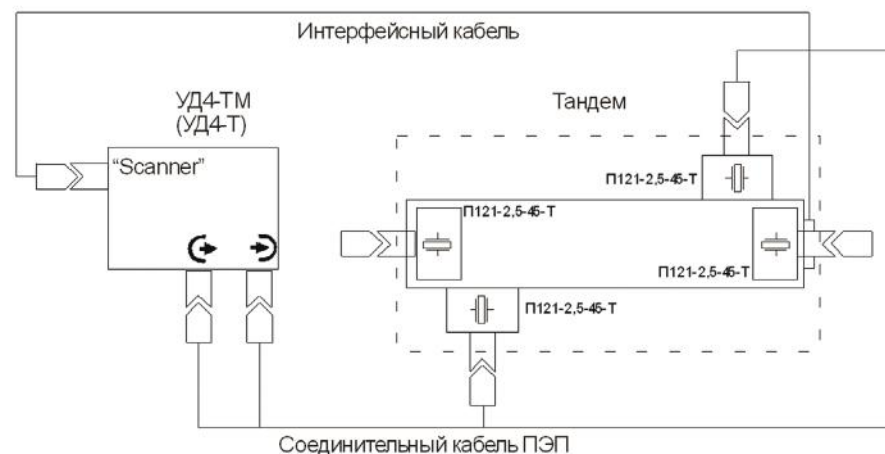 Интерфейсный кабель
УД4-ТМ
(УД4-Т)
Тандем
“Scanner”
П121-2,5-45-Т
П121-2,5-45-Т
П121-2,5-45-Т
П121-2,5-45-Т
Соединительный кабель ПЭП